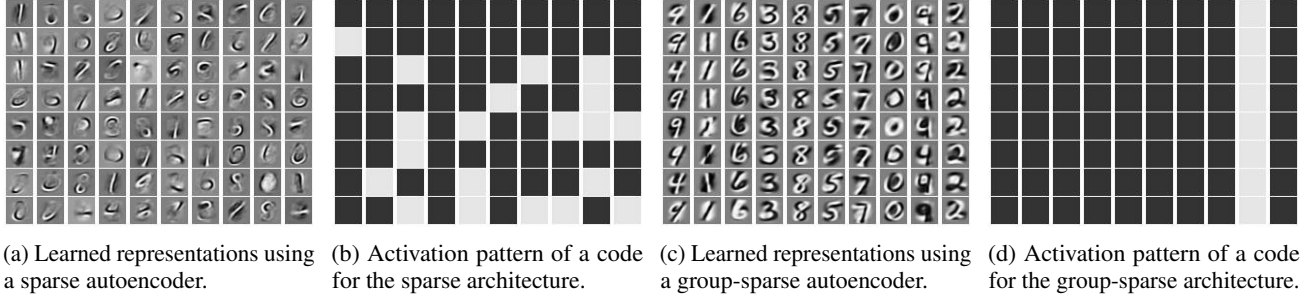 (a) Learned representations using
a sparse autoencoder.
(b) Activation pattern of a code
for the sparse architecture.
(c) Learned representations using
a group-sparse autoencoder.
(d) Activation pattern of a code
for the group-sparse architecture.